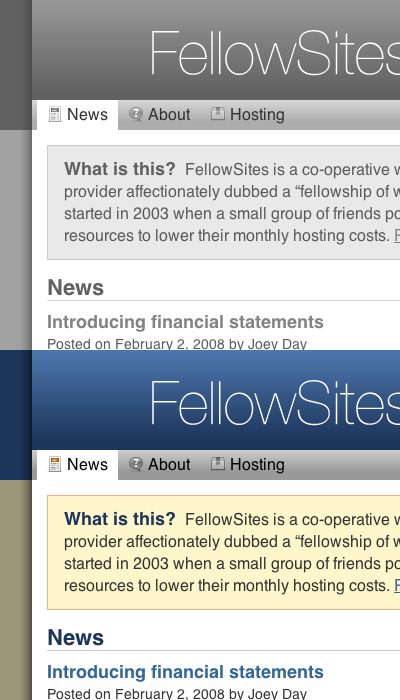 FellowSites
News About Hosting
What is this? FellowSites is a co-operative
provider affectionately dubbed a “fellowship of
started in 2003 when a small group of friends
resources to lower their monthly hosting costs.
News
Introducing financial statements
Posted on February 2, 2008 by Joey Day
FellowSites
News About Hosting
What is this? FellowSites is a co-operative
provider affectionately dubbed a “fellowship of
started in 2003 when a small group of friends
resources to lower their monthly hosting costs.
News
Introducing financial statements
Posted on February 2, 2008 by Joey Day